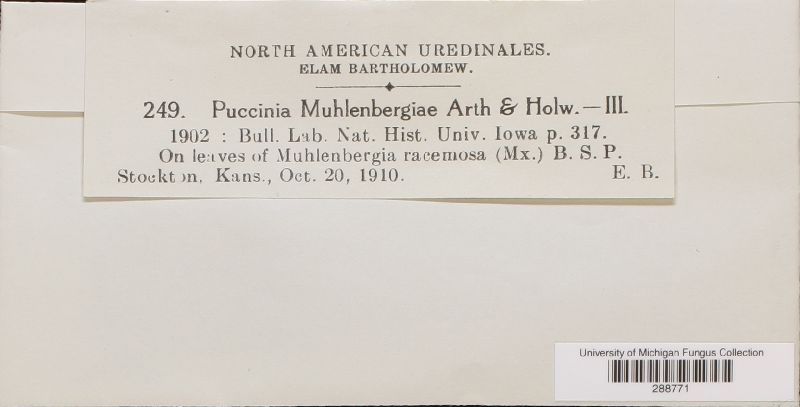 NORTH AMERICAN UREDINALES.
ELAM BARTHOLOMEW.
249. Puccinia Muhlenbergiae Arth & Holw.—III.
1902 : Bull. Lab. Nat. Hist. Univ. Iowa p. 317.
On leaves of Muhlenbergia racemosa (Mx.) B. S. P.
Stockton, Kans., Oct. 20, 1910. E. B.
University of Michigan Fungus Collection
288771